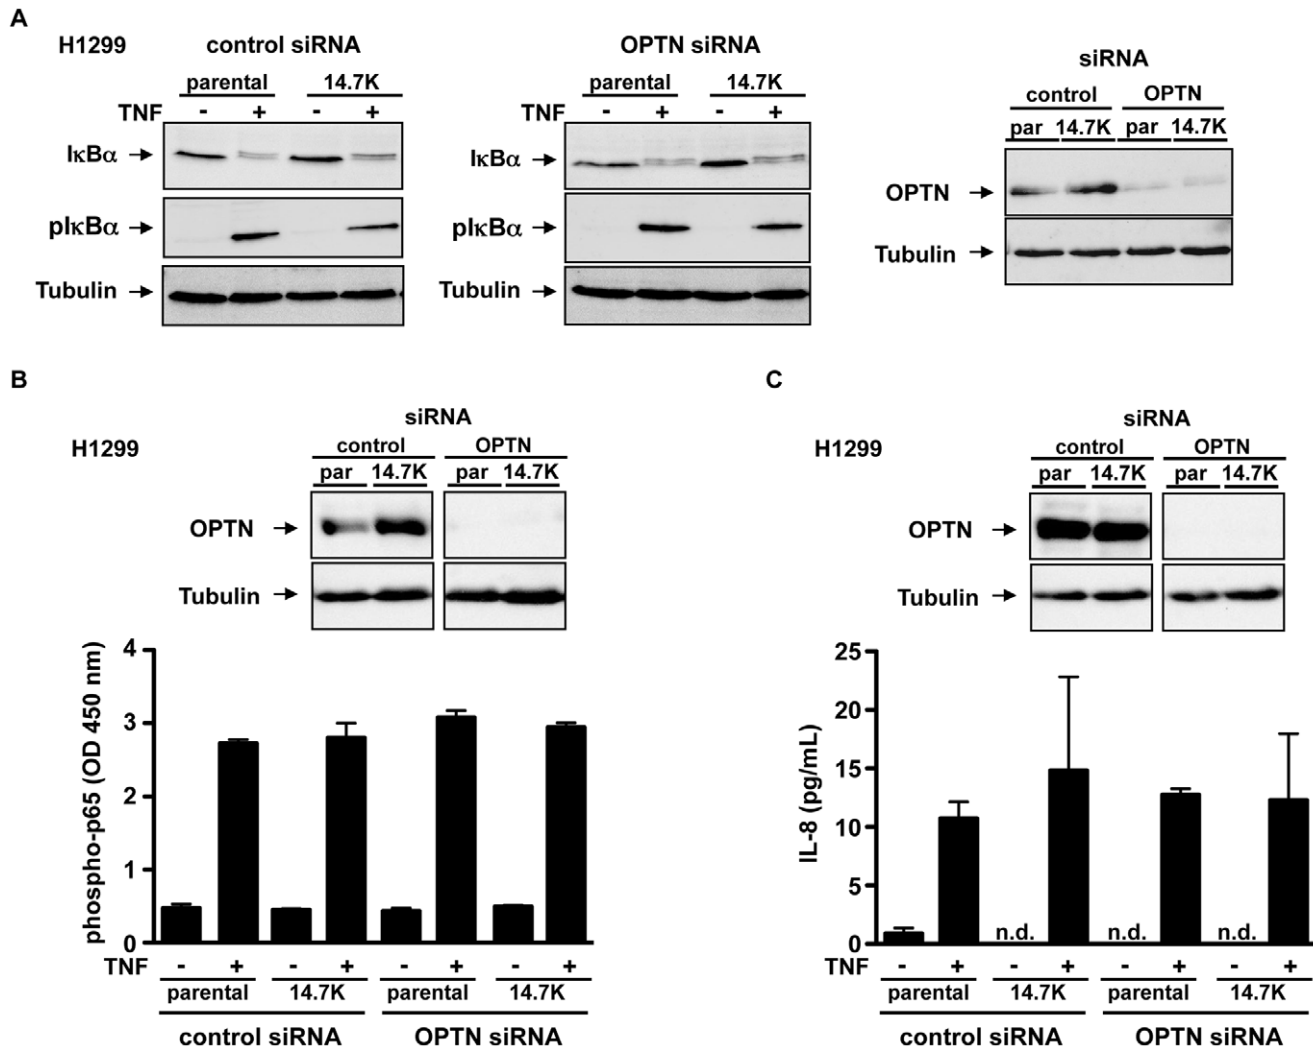 A
H1299 control siRNA
parental 14.7K
TNF - + - +
IκBα
pIκBα
Tubulin
OPTN siRNA
parental 14.7K
TNF - + - +
IκBα
pIκBα
Tubulin
siRNA
control OPTN
par 14.7K par 14.7K
OPTN
Tubulin
B
H1299
siRNA
control OPTN
par 14.7K par 14.7K
OPTN
Tubulin
phospho-p65 (OD 450 nm)
4
3
2
1
0
TNF - + - + - + - +
parental 14.7K parental 14.7K
control siRNA OPTN siRNA
C
H1299
siRNA
control OPTN
par 14.7K par 14.7K
OPTN
Tubulin
IL-8 (pg/mL)
25
20
15
10
5
0
n.d. n.d. n.d.
TNF - + - + - + - +
parental 14.7K parental 14.7K
control siRNA OPTN siRNA